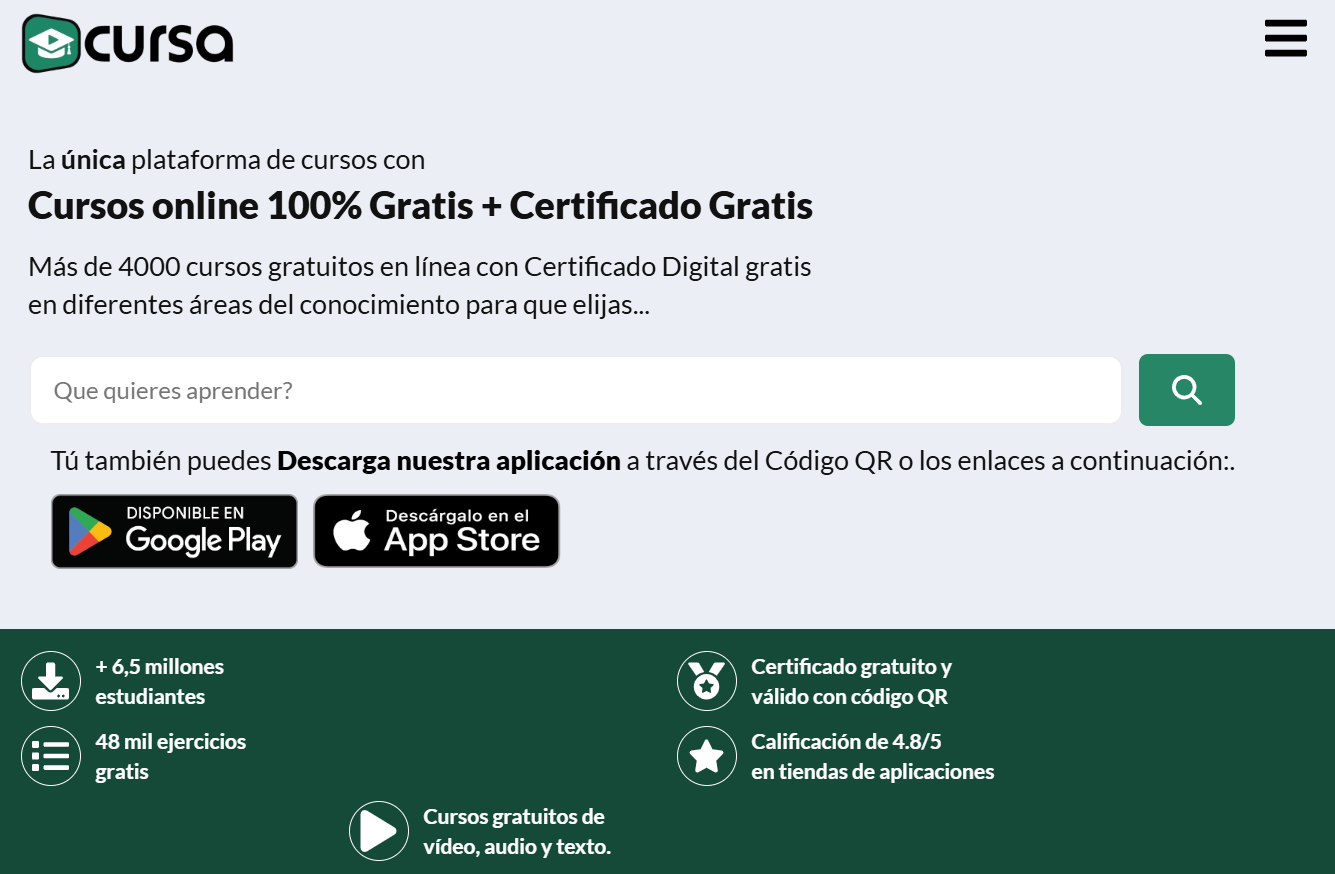 cursa
La única plataforma de cursos con
Cursos online 100% Gratis + Certificado Gratis
Más de 4000 cursos gratuitos en línea con Certificado Digital gratis
en diferentes áreas del conocimiento para que elijas...
Que quieres aprender?
Tú también puedes Descarga nuestra aplicación a través del Código QR o los enlaces a continuación:.
DISPONIBLE EN
Google Play
Descárgalo en el
App Store
+ 6,5 millones
estudiantes
Certificado gratuito y
válido con código QR
48 mil ejercicios
gratis
Calificación de 4.8/5
en tiendas de aplicaciones
Cursos gratuitos de
vídeo, audio y texto.